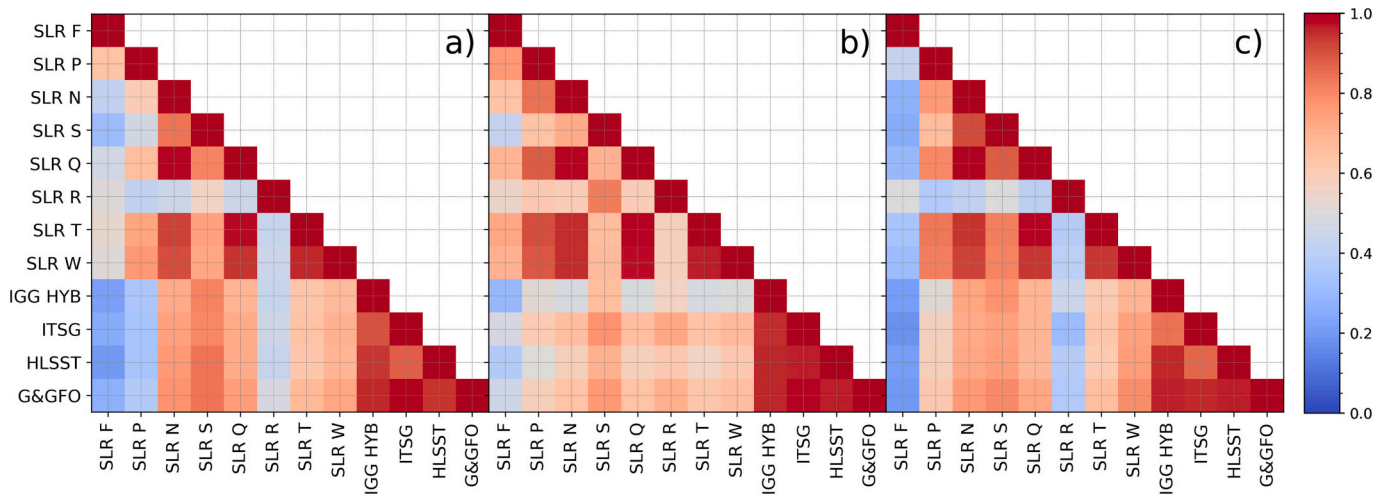 a) b) c)
SLR F
SLR P
SLR N
SLR S
SLR Q
SLR R
SLR T
SLR W
IGG HYB
ITSG
HLSST
G&GFO
SLR F SLR P SLR N SLR S SLR Q SLR R SLR T SLR W IGG HYB ITSG HLSST G&GFO
SLR F SLR P SLR N SLR S SLR Q SLR R SLR T SLR W IGG HYB ITSG HLSST G&GFO
SLR F SLR P SLR N SLR S SLR Q SLR R SLR T SLR W IGG HYB ITSG HLSST G&GFO
1.0
0.8
0.6
0.4
0.2
0.0